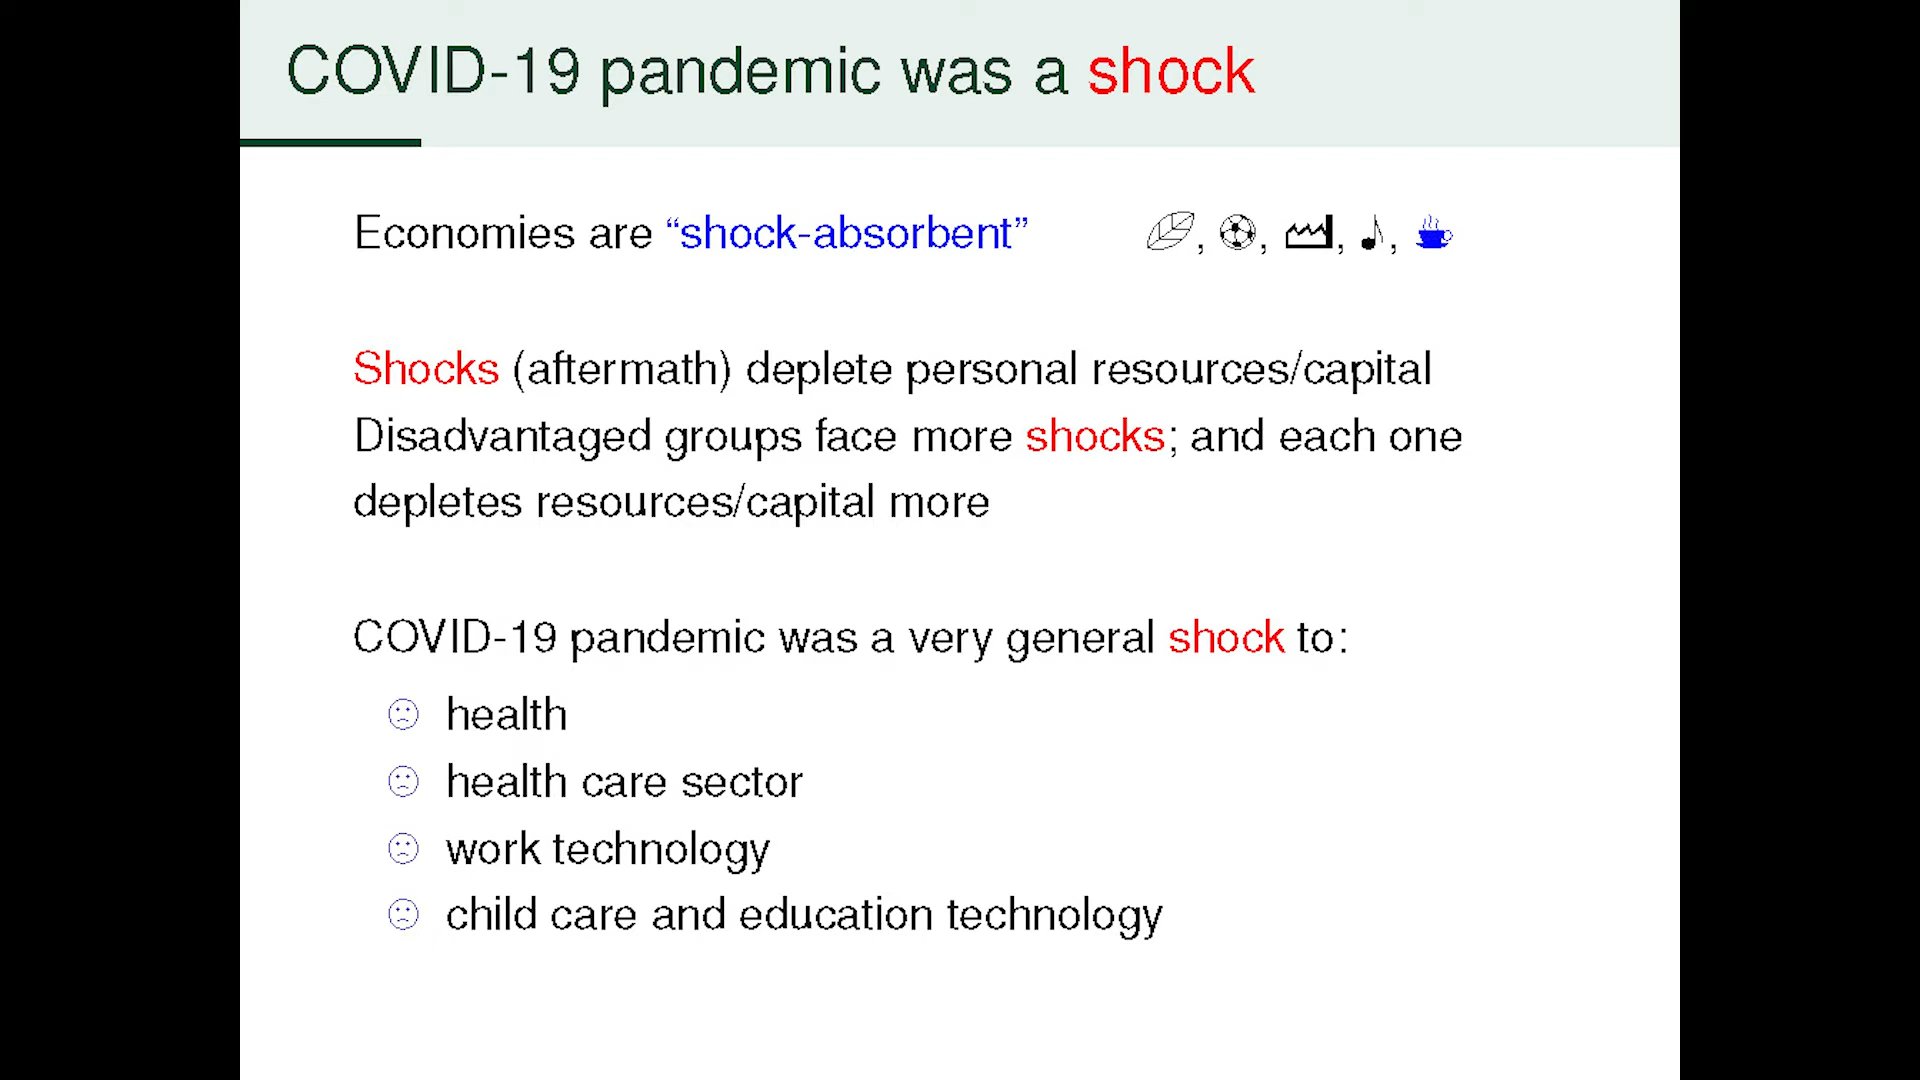 COVID-19 pandemic was a shock
Economies are “shock-absorbent” , , , ,
Shocks (aftermath) deplete personal resources/capital
Disadvantaged groups face more shocks; and each one
depletes resources/capital more
COVID-19 pandemic was a very general shock to:
health
health care sector
work technology
child care and education technology